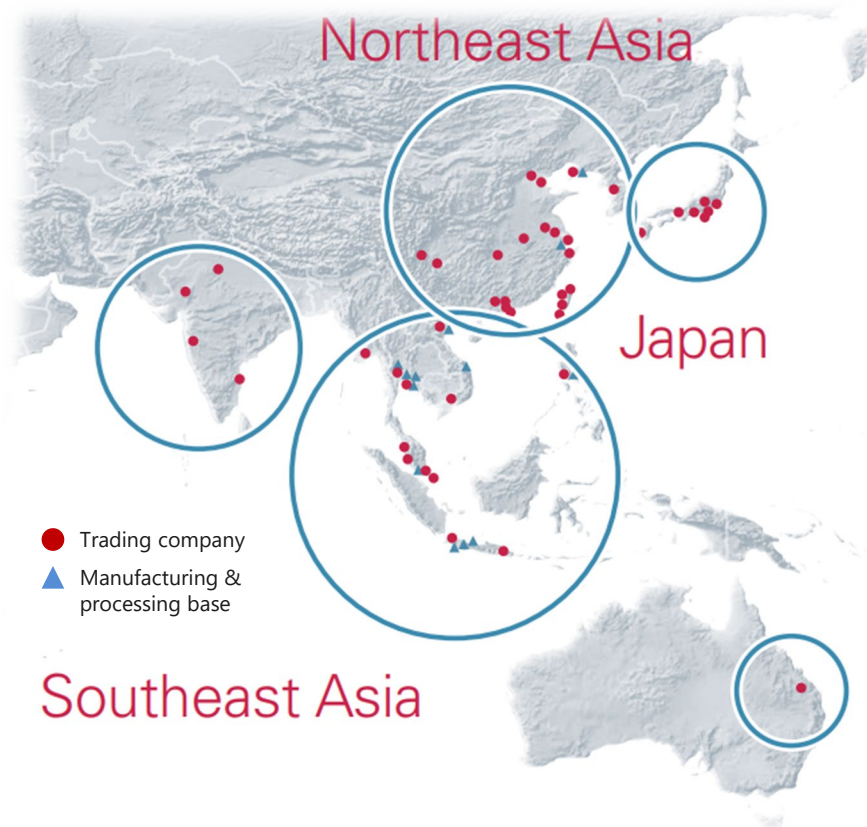 Northeast Asia
Japan
Trading company
Manufacturing &
processing base
Southeast Asia